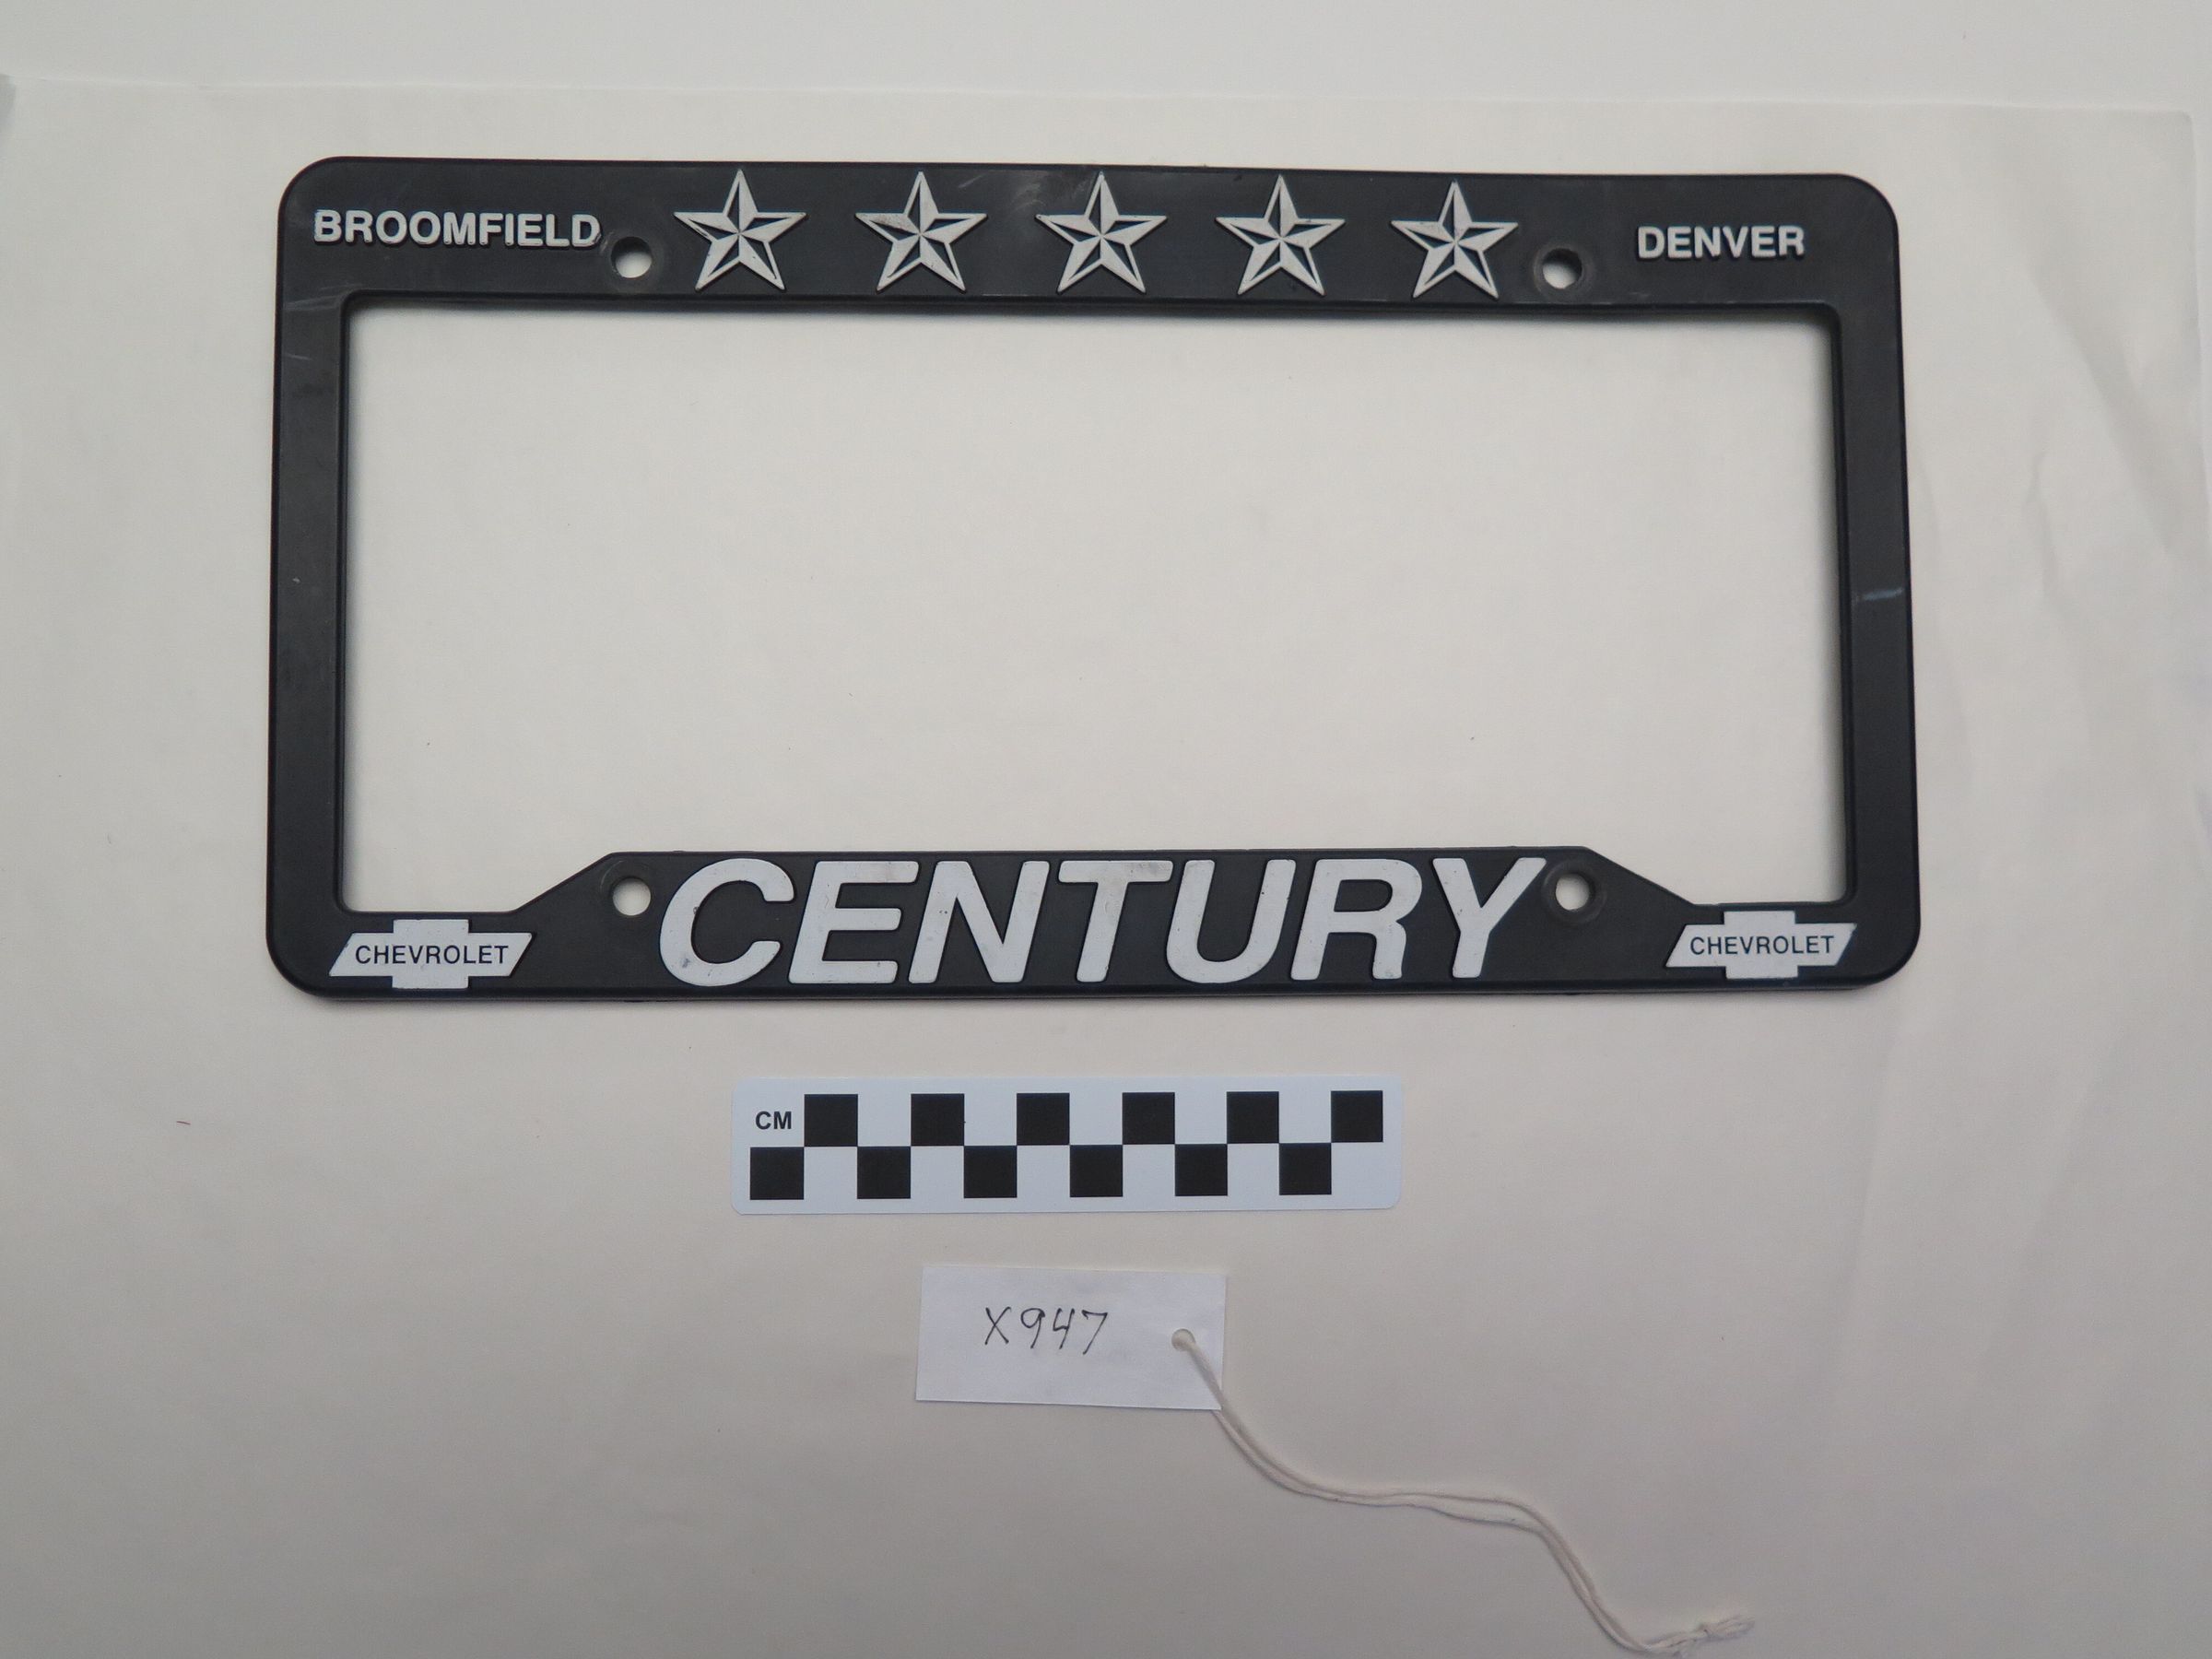 BROOMFIELD DENVER
CHEVROLET CENTURY CHEVROLET
CM
X947